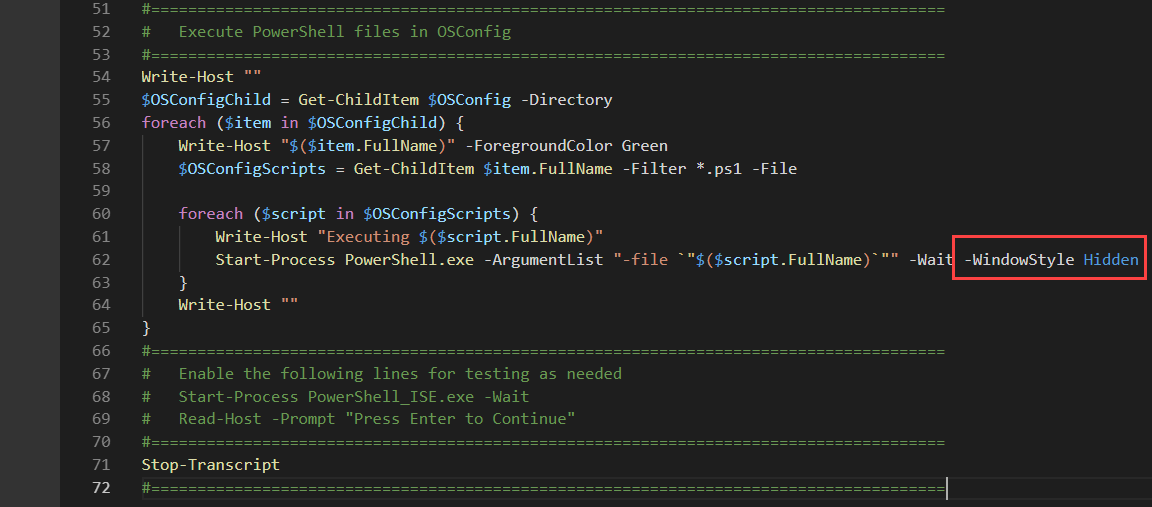 51 #======================================================================================
52 #   Execute PowerShell files in OSConfig
53 #======================================================================================
54 Write-Host ""
55 $OSConfigChild = Get-ChildItem $OSConfig -Directory
56 foreach ($item in $OSConfigChild) {
57     Write-Host "$($item.FullName)" -ForegroundColor Green
58     $OSConfigScripts = Get-ChildItem $item.FullName -Filter *.ps1 -File
59
60     foreach ($script in $OSConfigScripts) {
61         Write-Host "Executing $($script.FullName)"
62         Start-Process PowerShell.exe -ArgumentList "-file `"$($script.FullName)`"" -Wait -WindowStyle Hidden
63     }
64     Write-Host ""
65 }
66 #======================================================================================
67 #   Enable the following lines for testing as needed
68 #   Start-Process PowerShell_ISE.exe -Wait
69 #   Read-Host -Prompt "Press Enter to Continue"
70 #======================================================================================
71 Stop-Transcript
72 #======================================================================================